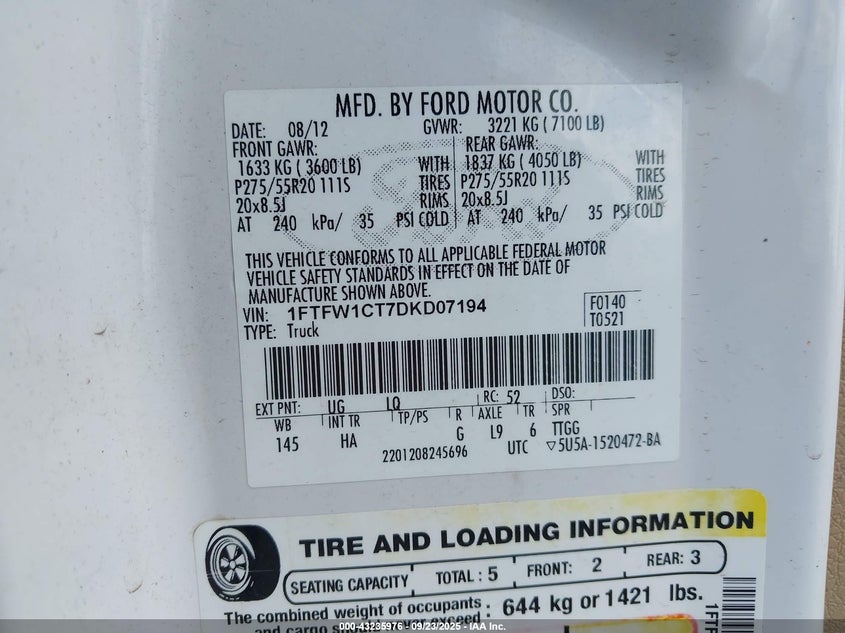 MFD. BY FORD MOTOR CO.
DATE: 08/12 GVWR: 3221 KG ( 7100 LB)
FRONT GAWR: REAR GAWR:
1633 KG ( 3600 LB) WITH 1837 KG ( 4050 LB) WITH
P275/55R20 111S TIRES P275/55R20 111S TIRES
20x8.5J RIMS 20x8.5J RIMS
AT 240 kPa/ 35 PSI COLD AT 240 kPa/ 35 PSI COLD
THIS VEHICLE CONFORMS TO ALL APPLICABLE FEDERAL MOTOR
VEHICLE SAFETY STANDARDS IN EFFECT ON THE DATE OF
MANUFACTURE SHOWN ABOVE.
VIN: 1FTFW1CT7DKD07194 F0140
TYPE: Truck T0521
EXT PNT: UG LQ RC: 52 DSO:
WB INT TR TP/PS R AXLE TR SPR
145 HA G L9 6 TTGG
2201208245696 UTC ▽5U5A-1520472-BA
TIRE AND LOADING INFORMATION
SEATING CAPACITY TOTAL : 5 FRONT: 2 REAR: 3
The combined weight of occupants : 644 kg or 1421 lbs.
and cargo should never exceed
1FTF
000-43235976 - 09/23/2025 - IAA Inc.